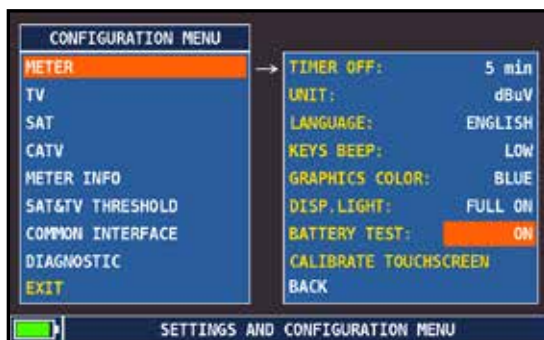 CONFIGURATION MENU
METER
TV
SAT
CATV
METER INFO
SAT&TV THRESHOLD
COMMON INTERFACE
DIAGNOSTIC
EXIT
→ TIMER OFF: 5 min
UNIT: dBuV
LANGUAGE: ENGLISH
KEYS BEEP: LOW
GRAPHICS COLOR: BLUE
DISP.LIGHT: FULL ON
BATTERY TEST: ON
CALIBRATE TOUCHSCREEN
BACK
SETTINGS AND CONFIGURATION MENU